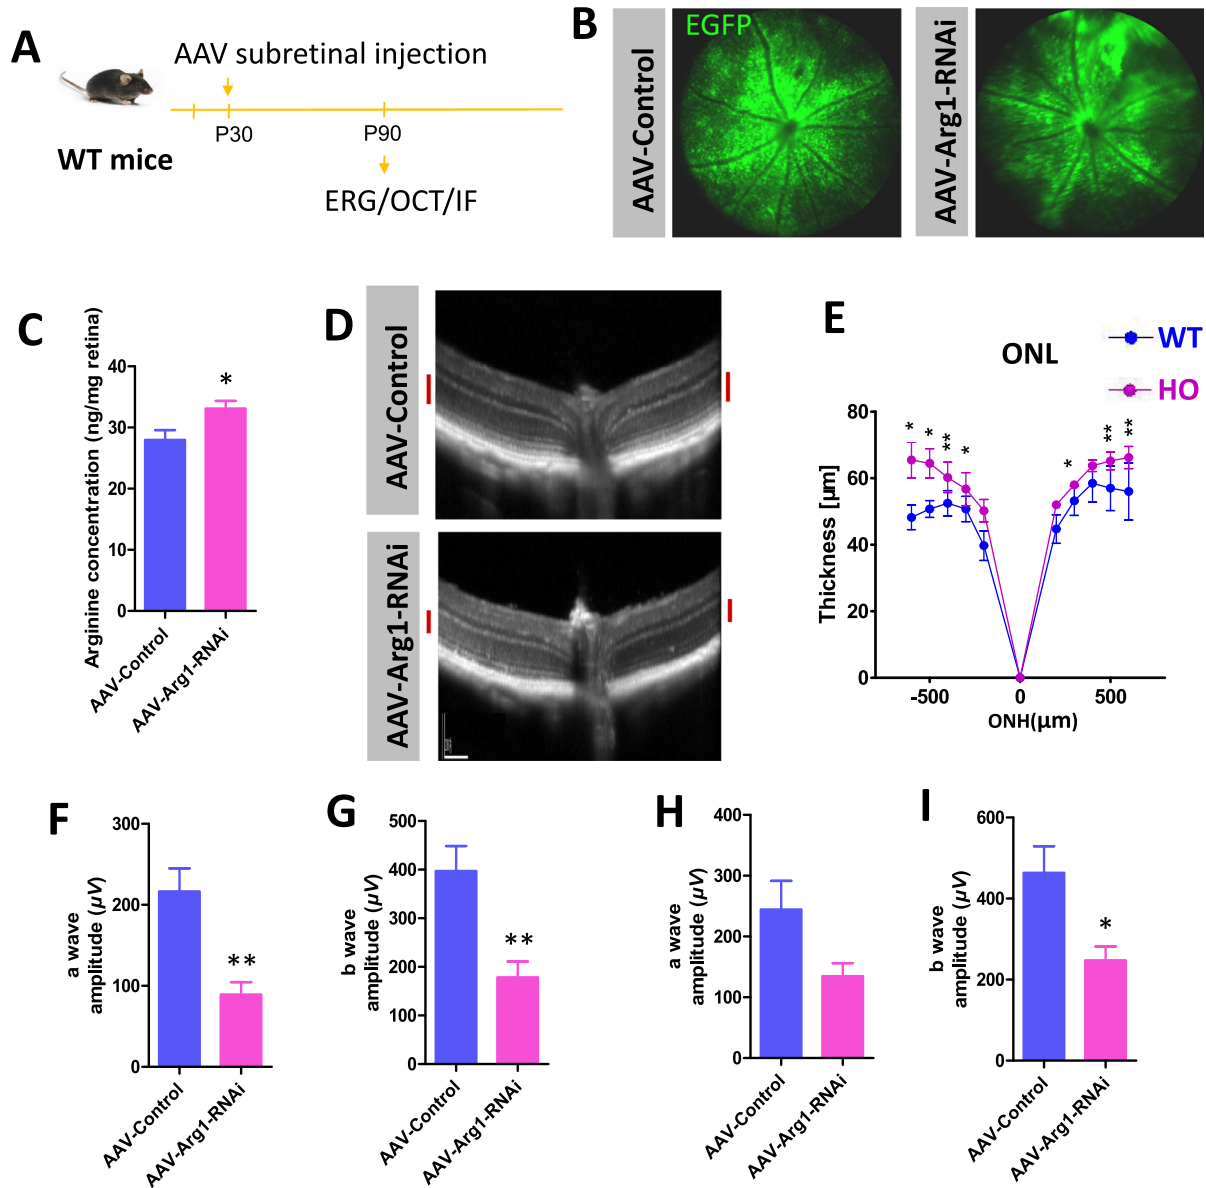 A
AAV subretinal injection
P30
P90
WT mice
ERG/OCT/IF
B
AAV-Control
EGFP
AAV-Arg1-RNAi
C
Arginine concentration (ng/mg retina)
40
30
20
10
0
*
AAV-Control
AAV-Arg1-RNAi
D
AAV-Control
AAV-Arg1-RNAi
E
ONL
WT
HO
Thickness [µm]
80
60
40
20
0
* * ** * * ** **
-500 0 500
ONH(µm)
F
a wave
amplitude (µV)
300
200
100
0
**
AAV-Control
AAV-Arg1-RNAi
G
b wave
amplitude (µV)
500
400
300
200
100
0
**
AAV-Control
AAV-Arg1-RNAi
H
a wave
amplitude (µV)
400
300
200
100
0
AAV-Control
AAV-Arg1-RNAi
I
b wave
amplitude (µV)
600
400
200
0
*
AAV-Control
AAV-Arg1-RNAi